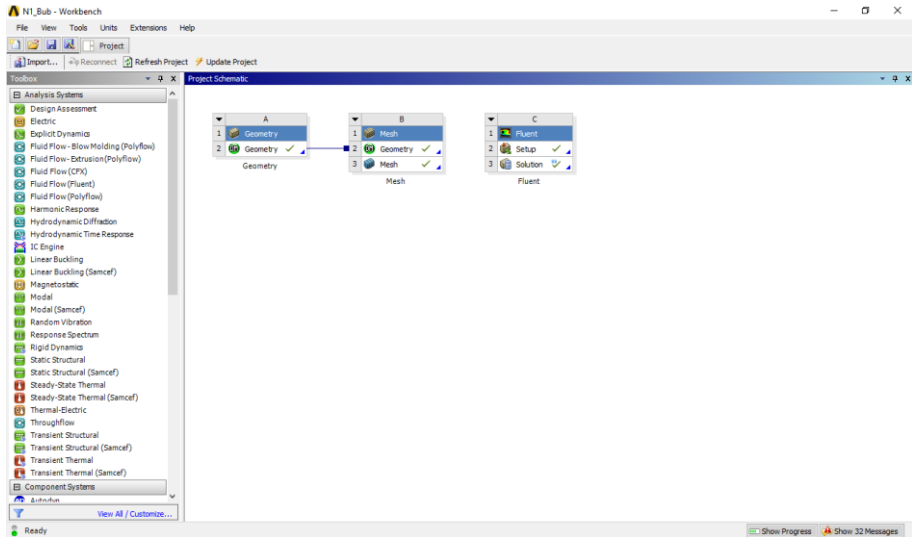 N1_Bub - Workbench
File View Tools Units Extensions Help
Project
Import... Reconnect Refresh Project Update Project
Toolbox
Project Schematic
Analysis Systems
Design Assessment
Electric
Explicit Dynamics
Fluid Flow - Blow Molding (Polyflow)
Fluid Flow - Extrusion (Polyflow)
Fluid Flow (CFX)
Fluid Flow (Fluent)
Fluid Flow (Polyflow)
Harmonic Response
Hydrodynamic Diffraction
Hydrodynamic Time Response
IC Engine
Linear Buckling
Linear Buckling (Samcef)
Magnetostatic
Modal
Modal (Samcef)
Random Vibration
Response Spectrum
Rigid Dynamics
Static Structural
Static Structural (Samcef)
Steady-State Thermal
Steady-State Thermal (Samcef)
Thermal-Electric
Throughflow
Transient Structural
Transient Structural (Samcef)
Transient Thermal
Transient Thermal (Samcef)
Component Systems
Autodyn
View All / Customize...
A
1 Geometry
2 Geometry
Geometry
B
1 Mesh
2 Geometry
3 Mesh
Mesh
C
1 Fluent
2 Setup
3 Solution
Fluent
Ready
Show Progress Show 32 Messages